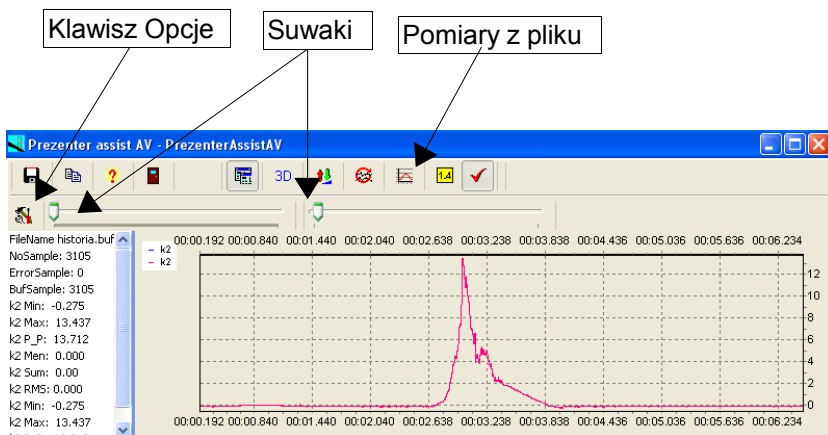 Klawisz Opcje
Suwaki
Pomiary z pliku
Prezenter assist AV - PrezenterAssistAV
? 3D 1.4
FileName historia.buf
NoSample: 3105
ErrorSample: 0
BufSample: 3105
k2 Min: -0.275
k2 Max: 13.437
k2 P_P: 13.712
k2 Men: 0.000
k2 Sum: 0.00
k2 RMS: 0.000
k2 Min: -0.275
k2 Max: 13.437
k2
k2
00:00.192 00:00.840 00:01.440 00:02.040 00:02.638 00:03.238 00:03.838 00:04.436 00:05.036 00:05.636 00:06.234
12
10
8
6
4
2
0
00:00.192 00:00.840 00:01.440 00:02.040 00:02.638 00:03.238 00:03.838 00:04.436 00:05.036 00:05.636 00:06.234